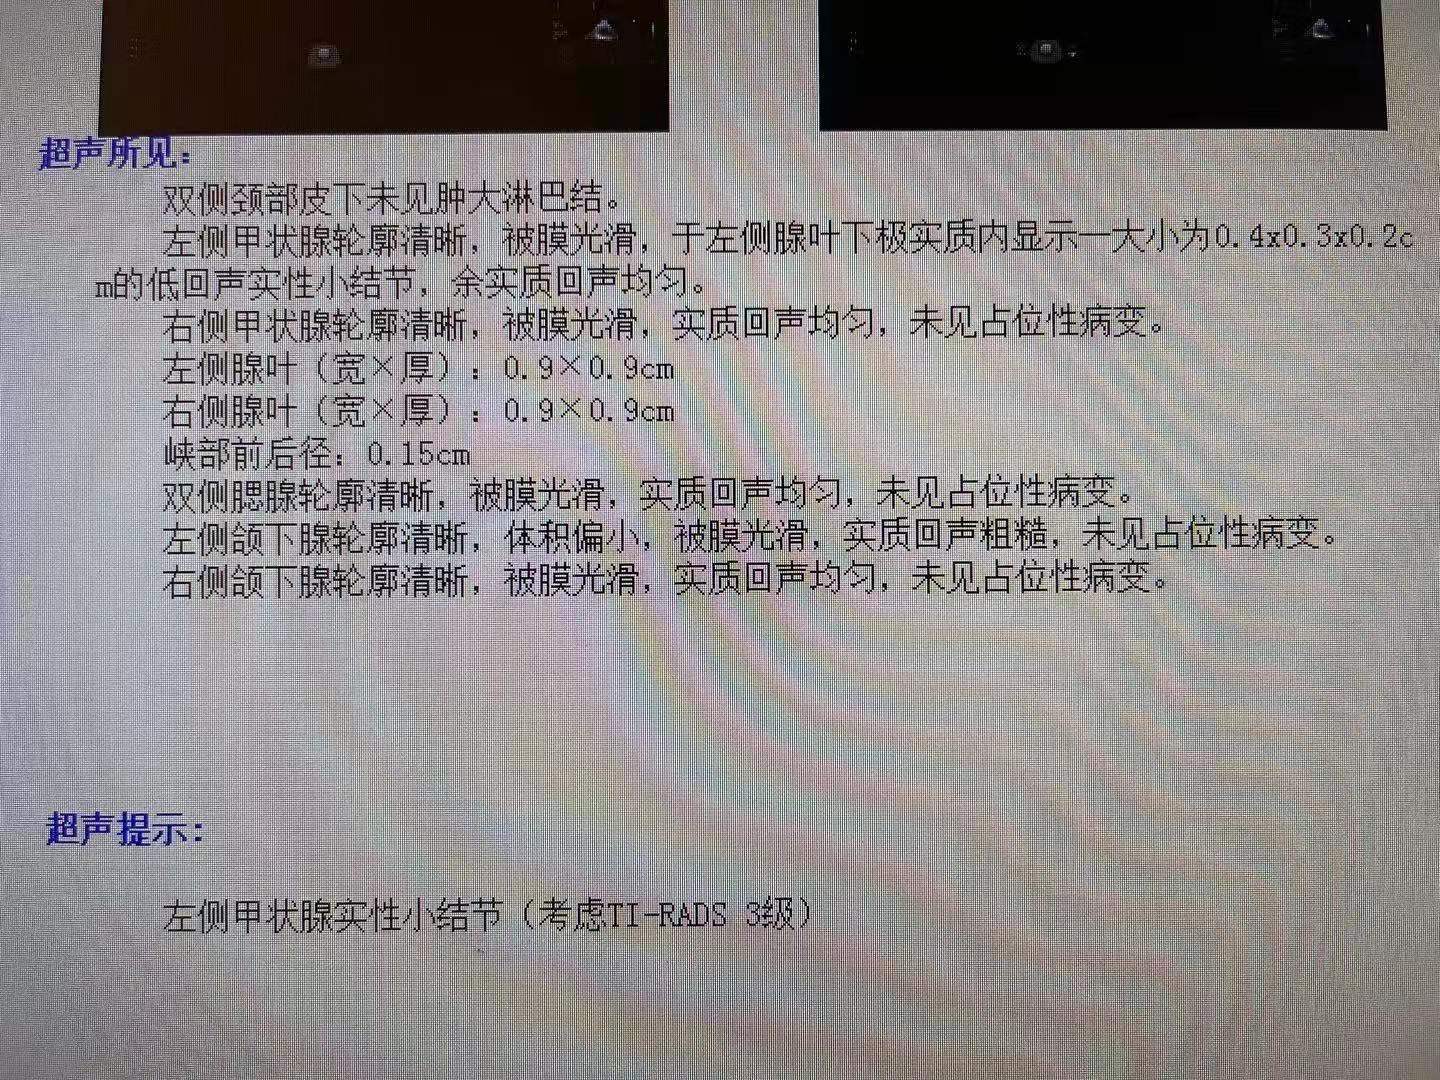 超声所见：
双侧颈部皮下未见肿大淋巴结。
左侧甲状腺轮廓清晰，被膜光滑，于左侧腺叶下极实质内显示一大小为0.4x0.3x0.2c
m的低回声实性小结节，余实质回声均匀。
右侧甲状腺轮廓清晰，被膜光滑，实质回声均匀，未见占位性病变。
左侧腺叶（宽×厚）：0.9×0.9cm
右侧腺叶（宽×厚）：0.9×0.9cm
峡部前后径：0.15cm
双侧腮腺轮廓清晰，被膜光滑，实质回声均匀，未见占位性病变。
左侧颌下腺轮廓清晰，体积偏小，被膜光滑，实质回声粗糙，未见占位性病变。
右侧颌下腺轮廓清晰，被膜光滑，实质回声均匀，未见占位性病变。
超声提示：
左侧甲状腺实性小结节（考虑TI-RADS 3级）